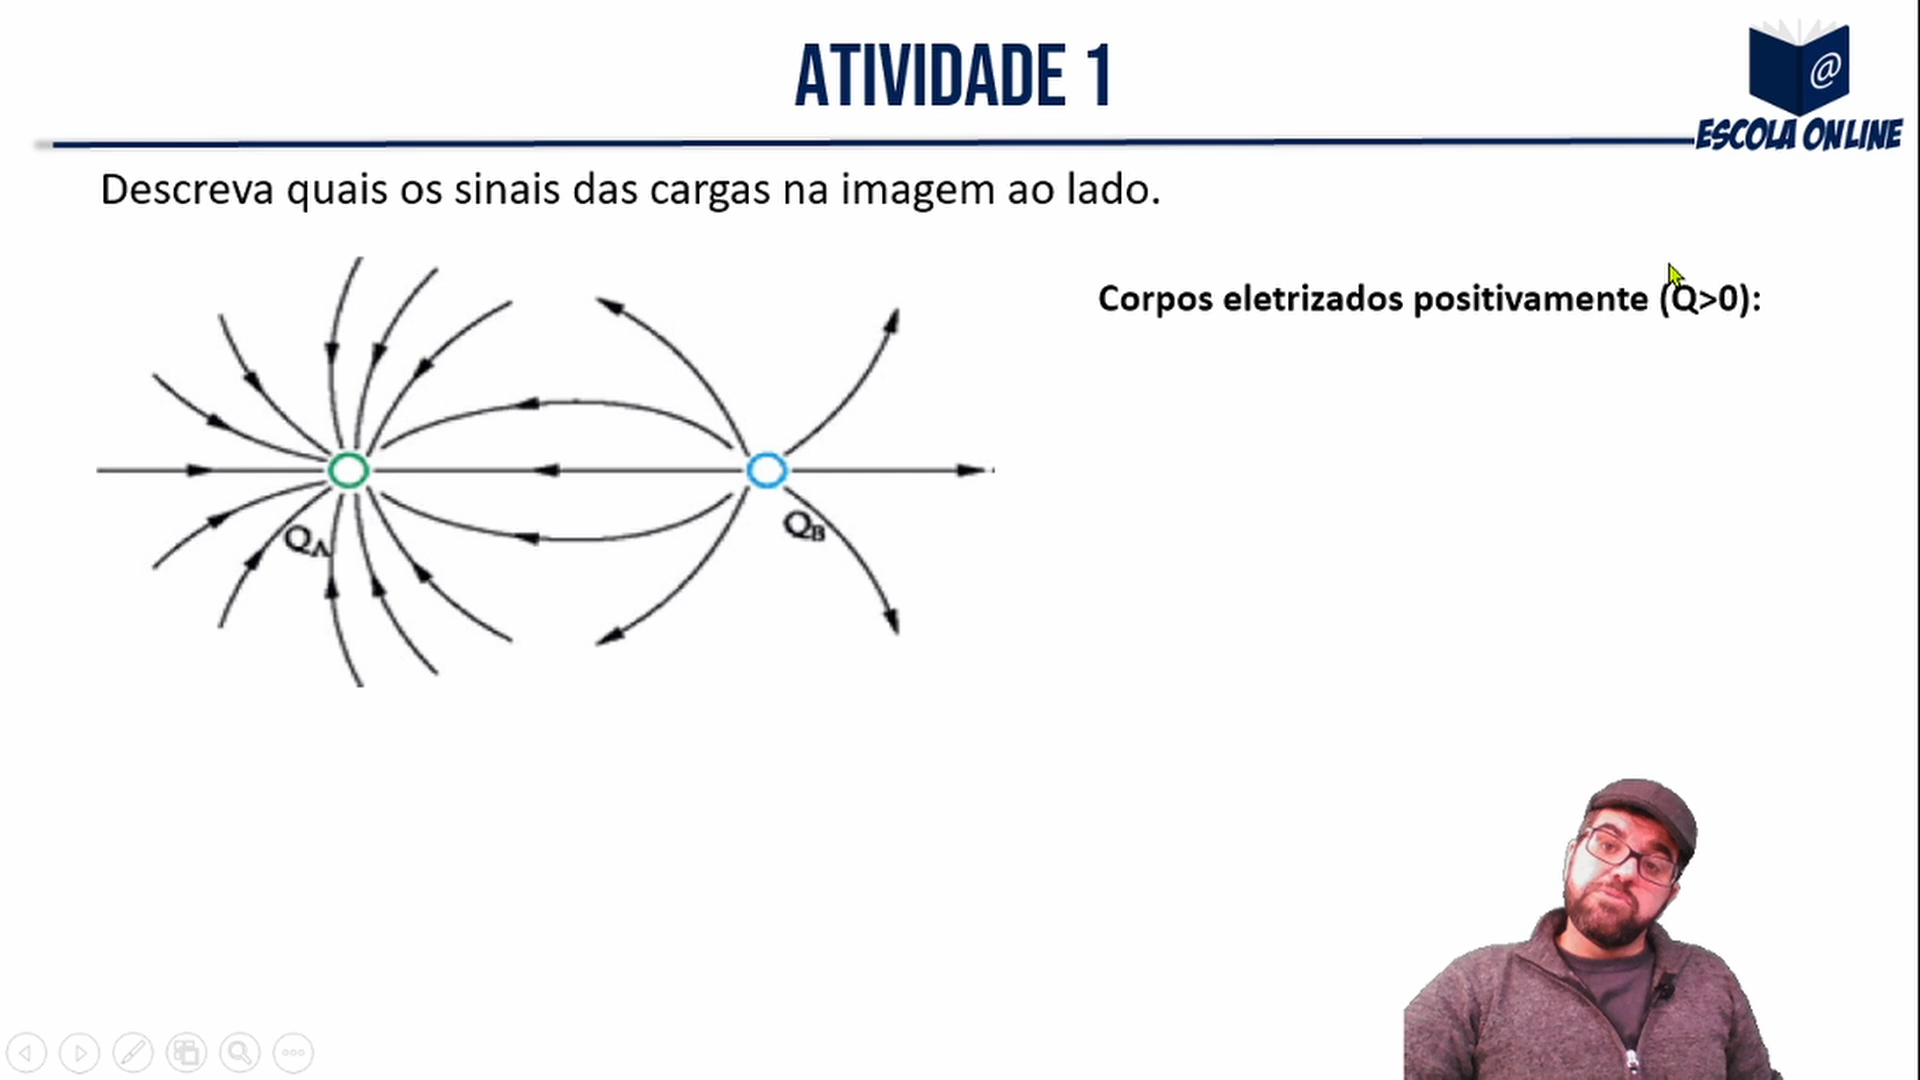 ATIVIDADE 1
@
ESCOLA ONLINE
Descreva quais os sinais das cargas na imagem ao lado.
Corpos eletrizados positivamente (Q>0):
QA
QB